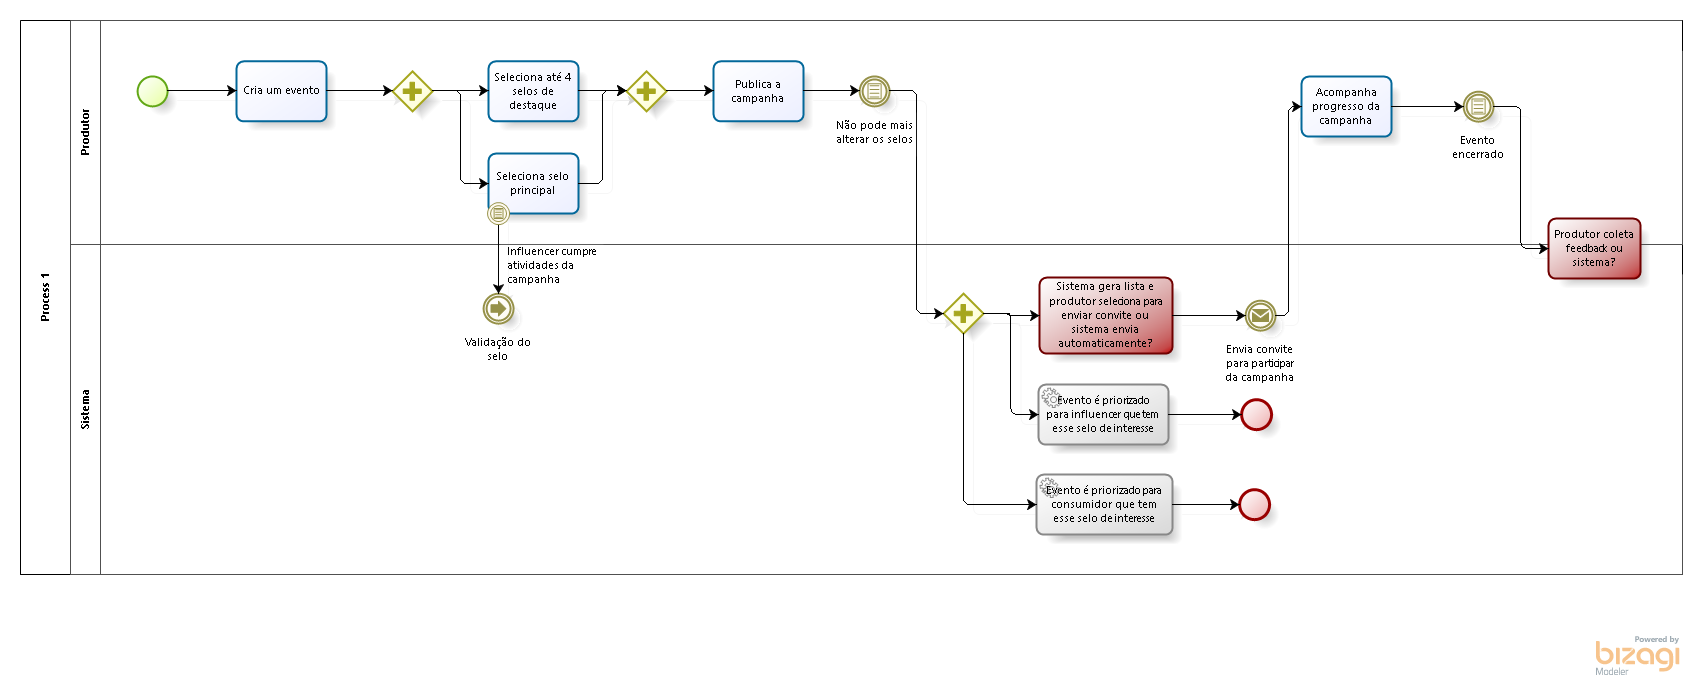 Process 1
Produtor
Cria um evento
Seleciona até 4
selos de
destaque
Seleciona selo
principal
Publica a
campanha
Não pode mais
alterar os selos
Acompanha
progresso da
campanha
Evento
encerrado
Produtor coleta
feedback ou
sistema?
Sistema
Influencer cumpre
atividades da
campanha
Validação do
selo
Sistema gera lista e
produtor seleciona para
enviar convite ou
sistema envia
automaticamente?
Envia convite
para participar
da campanha
Evento é priorizado
para influencer que tem
esse selo de interesse
Evento é priorizado para
consumidor que tem
esse selo de interesse
Powered by
bizagi
Modeler